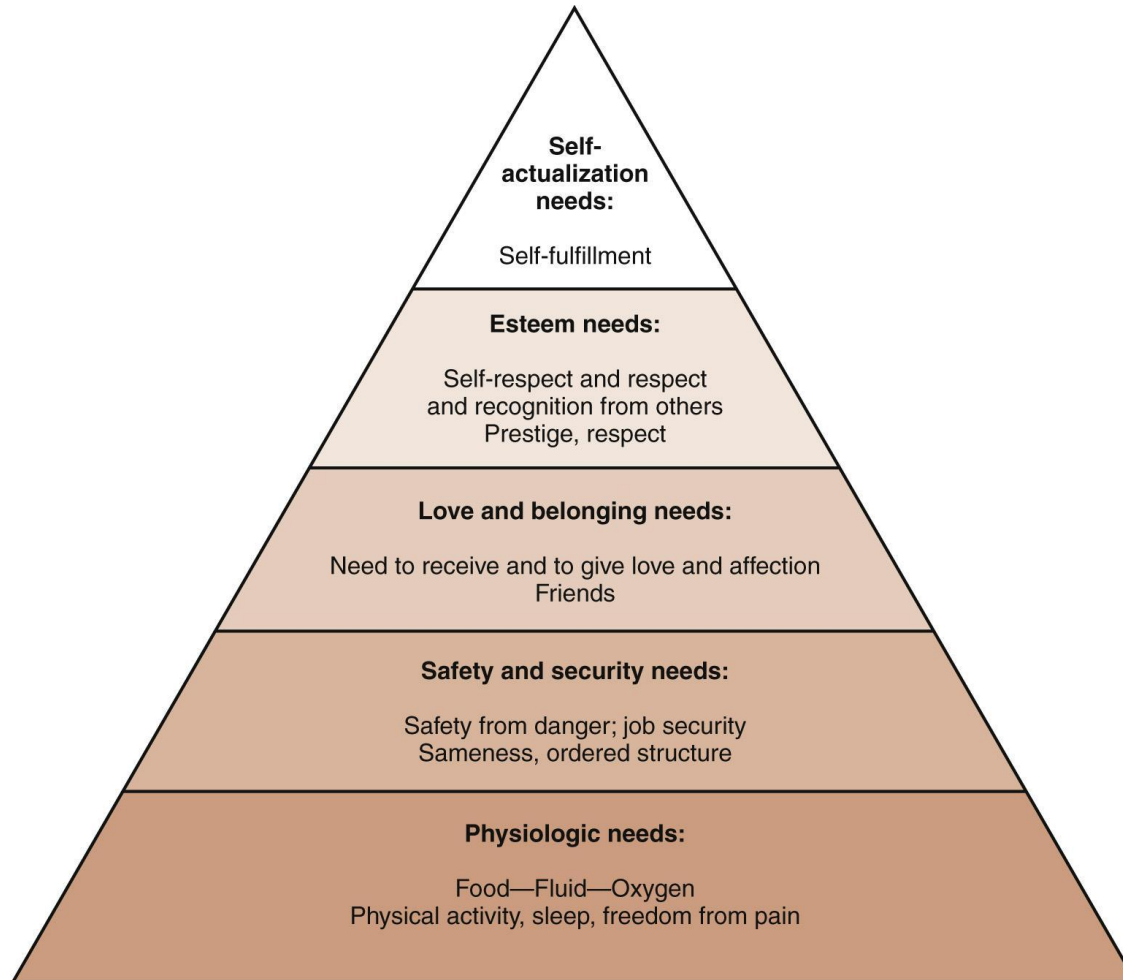 Self-
actualization
needs:
Self-fulfillment
Esteem needs:
Self-respect and respect
and recognition from others
Prestige, respect
Love and belonging needs:
Need to receive and to give love and affection
Friends
Safety and security needs:
Safety from danger; job security
Sameness, ordered structure
Physiologic needs:
Food—Fluid—Oxygen
Physical activity, sleep, freedom from pain